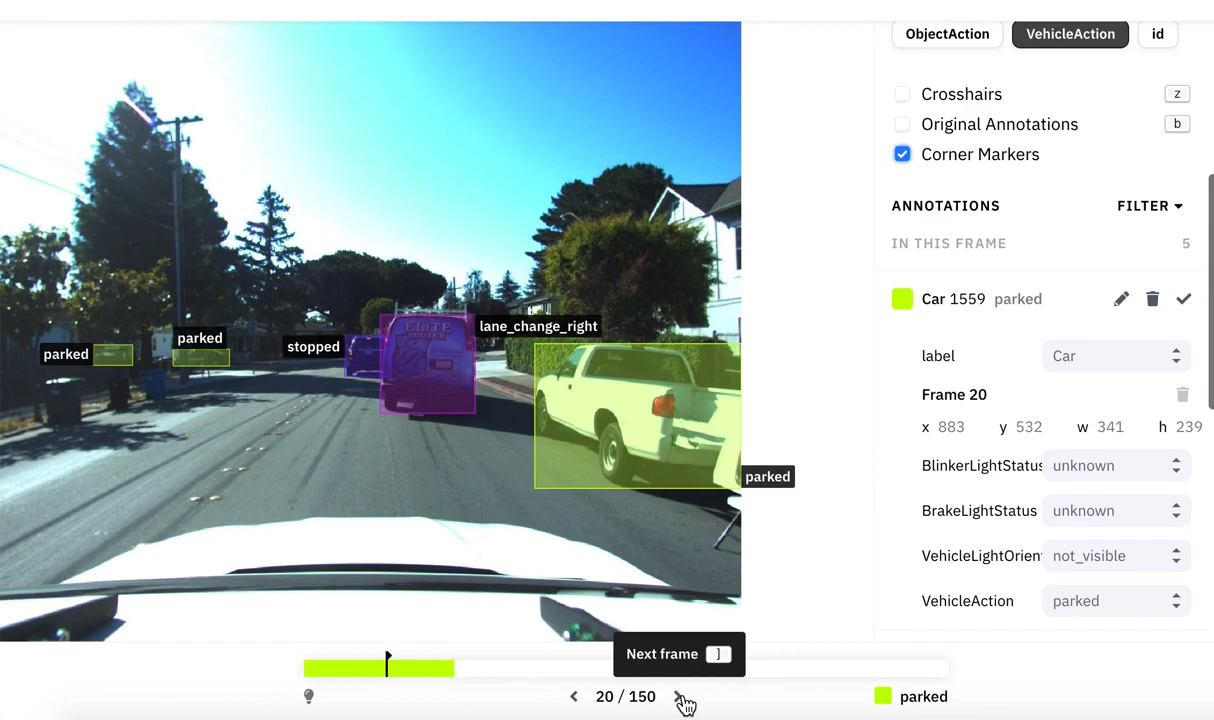 ObjectAction VehicleAction id
Crosshairs z
Original Annotations b
Corner Markers
ANNOTATIONS FILTER
IN THIS FRAME 5
Car 1559 parked
label Car
Frame 20
x 883 y 532 w 341 h 239
BlinkerLightStatus unknown
BrakeLightStatus unknown
VehicleLightOrien not_visible
VehicleAction parked
lane_change_right
ELITE
ROOTER
parked
stopped
parked
parked
Next frame ]
20 / 150
parked